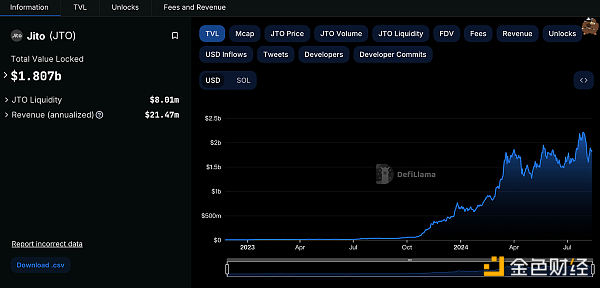 Information TVL Unlocks Fees and Revenue
Jito (JTO)
Total Value Locked
$1.807b
JTO Liquidity $8.01m
Revenue (annualized) $21.47m
Report incorrect data
Download .csv
TVL Mcap JTO Price JTO Volume JTO Liquidity FDV Fees Revenue Unlocks
USD Inflows Tweets Developers Developer Commits
USD SOL
$2.5b
$2b
$1.5b
$1b
$500m
$0
DefiLlama
2023 Apr Jul Oct 2024 Apr Jul
金色财经